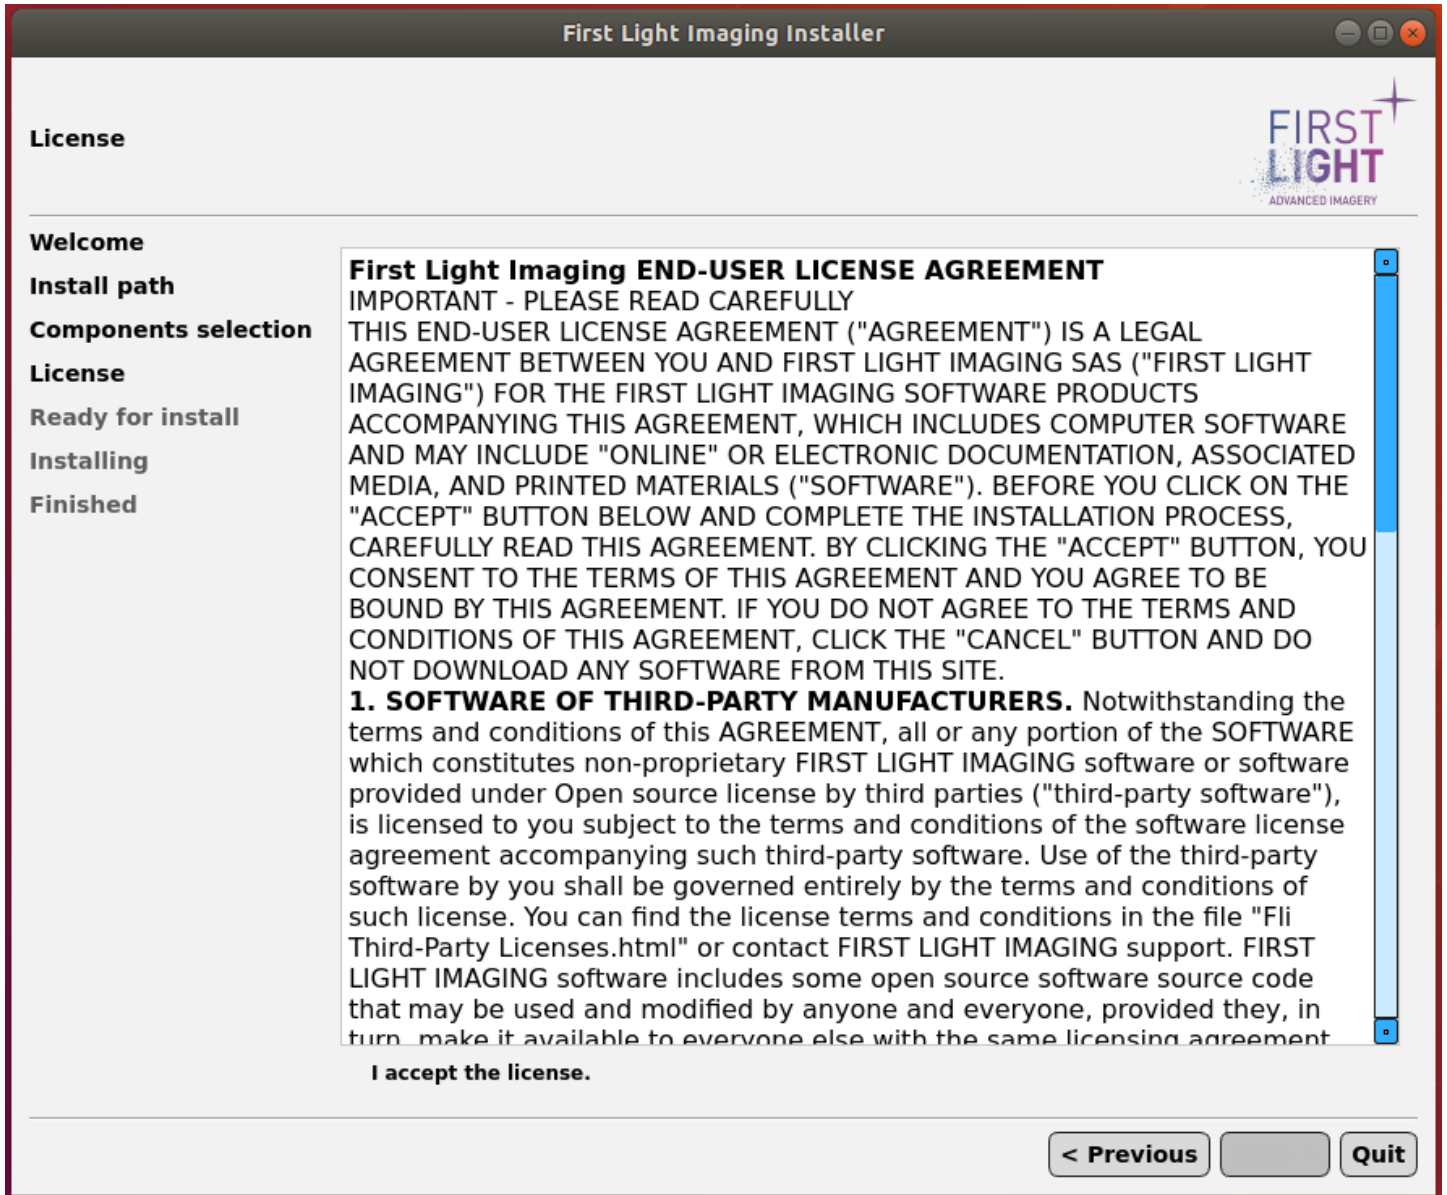 First Light Imaging Installer
License
FIRST
LIGHT
ADVANCED IMAGERY
Welcome
Install path
Components selection
License
Ready for install
Installing
Finished
First Light Imaging END-USER LICENSE AGREEMENT
IMPORTANT - PLEASE READ CAREFULLY
THIS END-USER LICENSE AGREEMENT ("AGREEMENT") IS A LEGAL
AGREEMENT BETWEEN YOU AND FIRST LIGHT IMAGING SAS ("FIRST LIGHT
IMAGING") FOR THE FIRST LIGHT IMAGING SOFTWARE PRODUCTS
ACCOMPANYING THIS AGREEMENT, WHICH INCLUDES COMPUTER SOFTWARE
AND MAY INCLUDE "ONLINE" OR ELECTRONIC DOCUMENTATION, ASSOCIATED
MEDIA, AND PRINTED MATERIALS ("SOFTWARE"). BEFORE YOU CLICK ON THE
"ACCEPT" BUTTON BELOW AND COMPLETE THE INSTALLATION PROCESS,
CAREFULLY READ THIS AGREEMENT. BY CLICKING THE "ACCEPT" BUTTON, YOU
CONSENT TO THE TERMS OF THIS AGREEMENT AND YOU AGREE TO BE
BOUND BY THIS AGREEMENT. IF YOU DO NOT AGREE TO THE TERMS AND
CONDITIONS OF THIS AGREEMENT, CLICK THE "CANCEL" BUTTON AND DO
NOT DOWNLOAD ANY SOFTWARE FROM THIS SITE.
1. SOFTWARE OF THIRD-PARTY MANUFACTURERS. Notwithstanding the
terms and conditions of this AGREEMENT, all or any portion of the SOFTWARE
which constitutes non-proprietary FIRST LIGHT IMAGING software or software
provided under Open source license by third parties ("third-party software"),
is licensed to you subject to the terms and conditions of the software license
agreement accompanying such third-party software. Use of the third-party
software by you shall be governed entirely by the terms and conditions of
such license. You can find the license terms and conditions in the file "Fli
Third-Party Licenses.html" or contact FIRST LIGHT IMAGING support. FIRST
LIGHT IMAGING software includes some open source software source code
that may be used and modified by anyone and everyone, provided they, in
turn, make it available to everyone else with the same licensing agreement
I accept the license.
< Previous
Quit